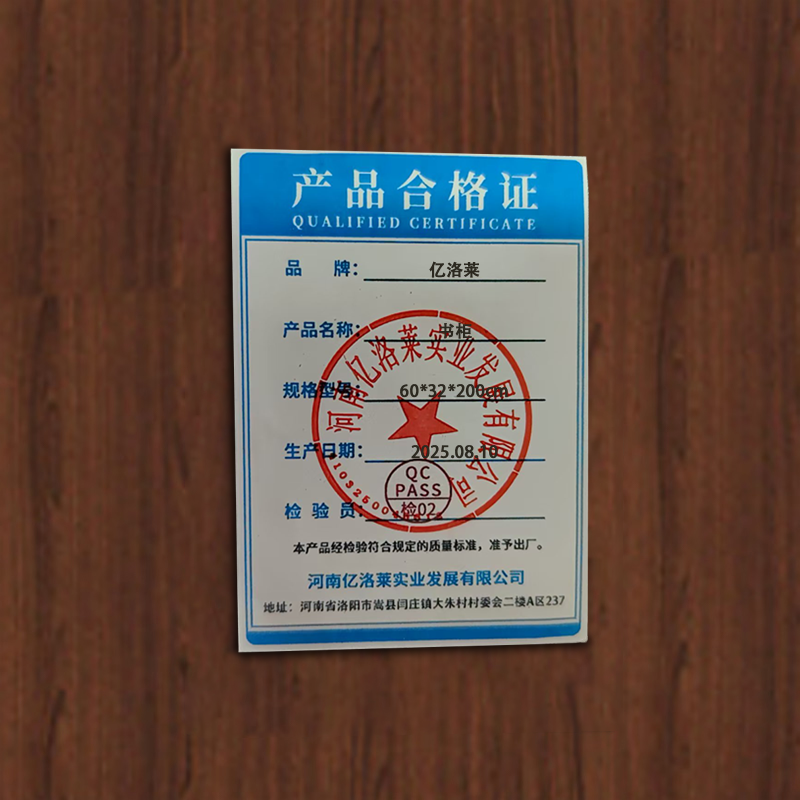 产品合格证
QUALIFIED CERTIFICATE
品 牌: 亿洛莱
产品名称: 书柜
规格型号: 60*32*200cm
生产日期: 2025.08.10
检 验 员: 检02
QC
PASS
河南亿洛莱实业发展有限公司
本产品经检验符合规定的质量标准，准予出厂。
河南亿洛莱实业发展有限公司
地址：河南省洛阳市嵩县闫庄镇大朱村村委会二楼A区237